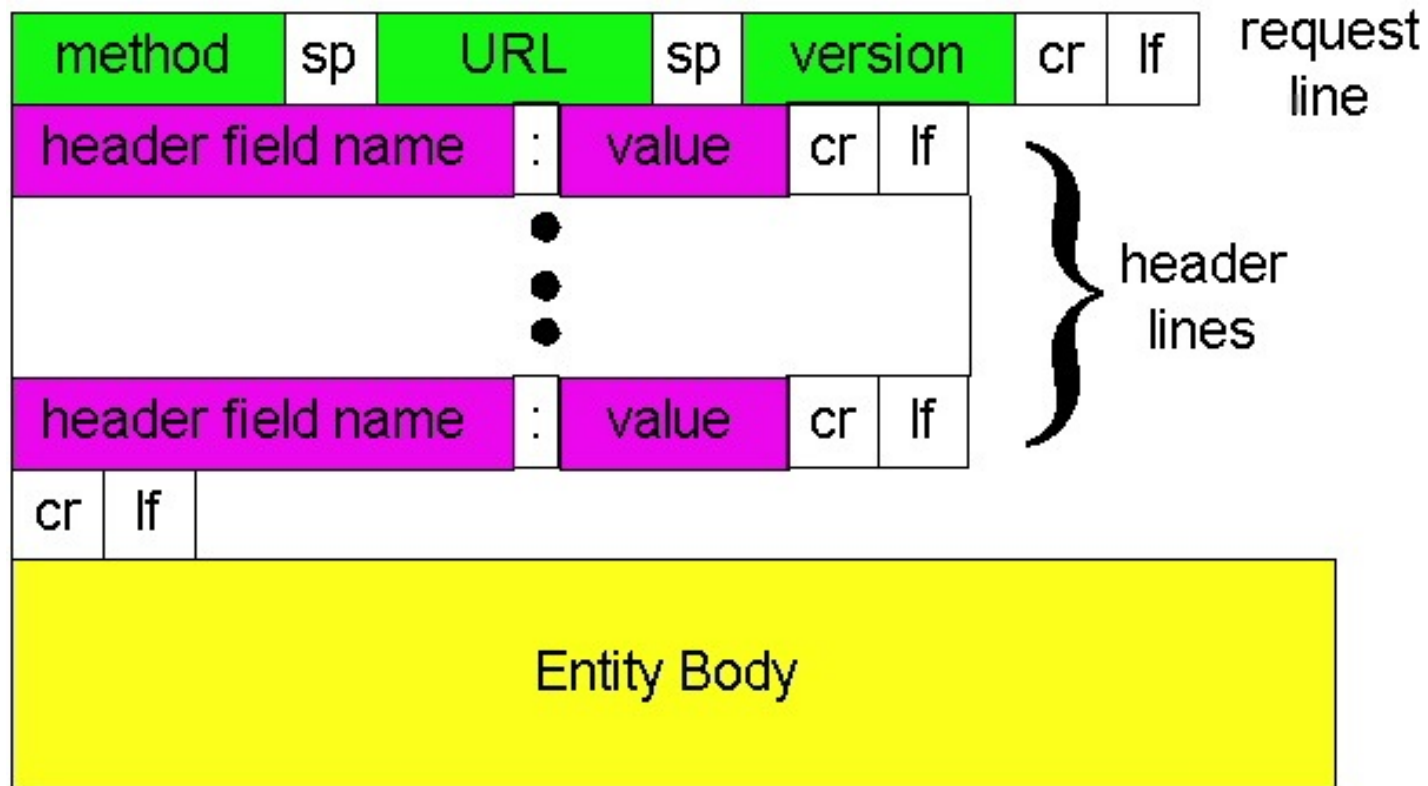 method sp URL sp version cr lf
request
line
header field name : value cr lf
header
lines
header field name : value cr lf
cr lf
Entity Body